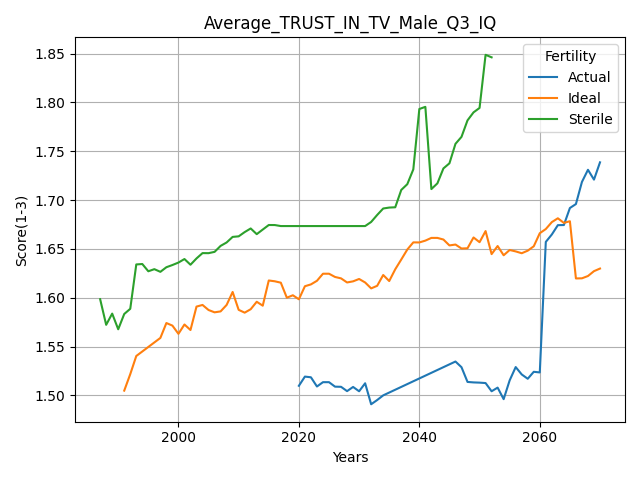 Average_TRUST_IN_TV_Male_Q3_IQ
Fertility
Actual
Ideal
Sterile
Score(1-3)
1.85
1.80
1.75
1.70
1.65
1.60
1.55
1.50
2000
2020
2040
2060
Years